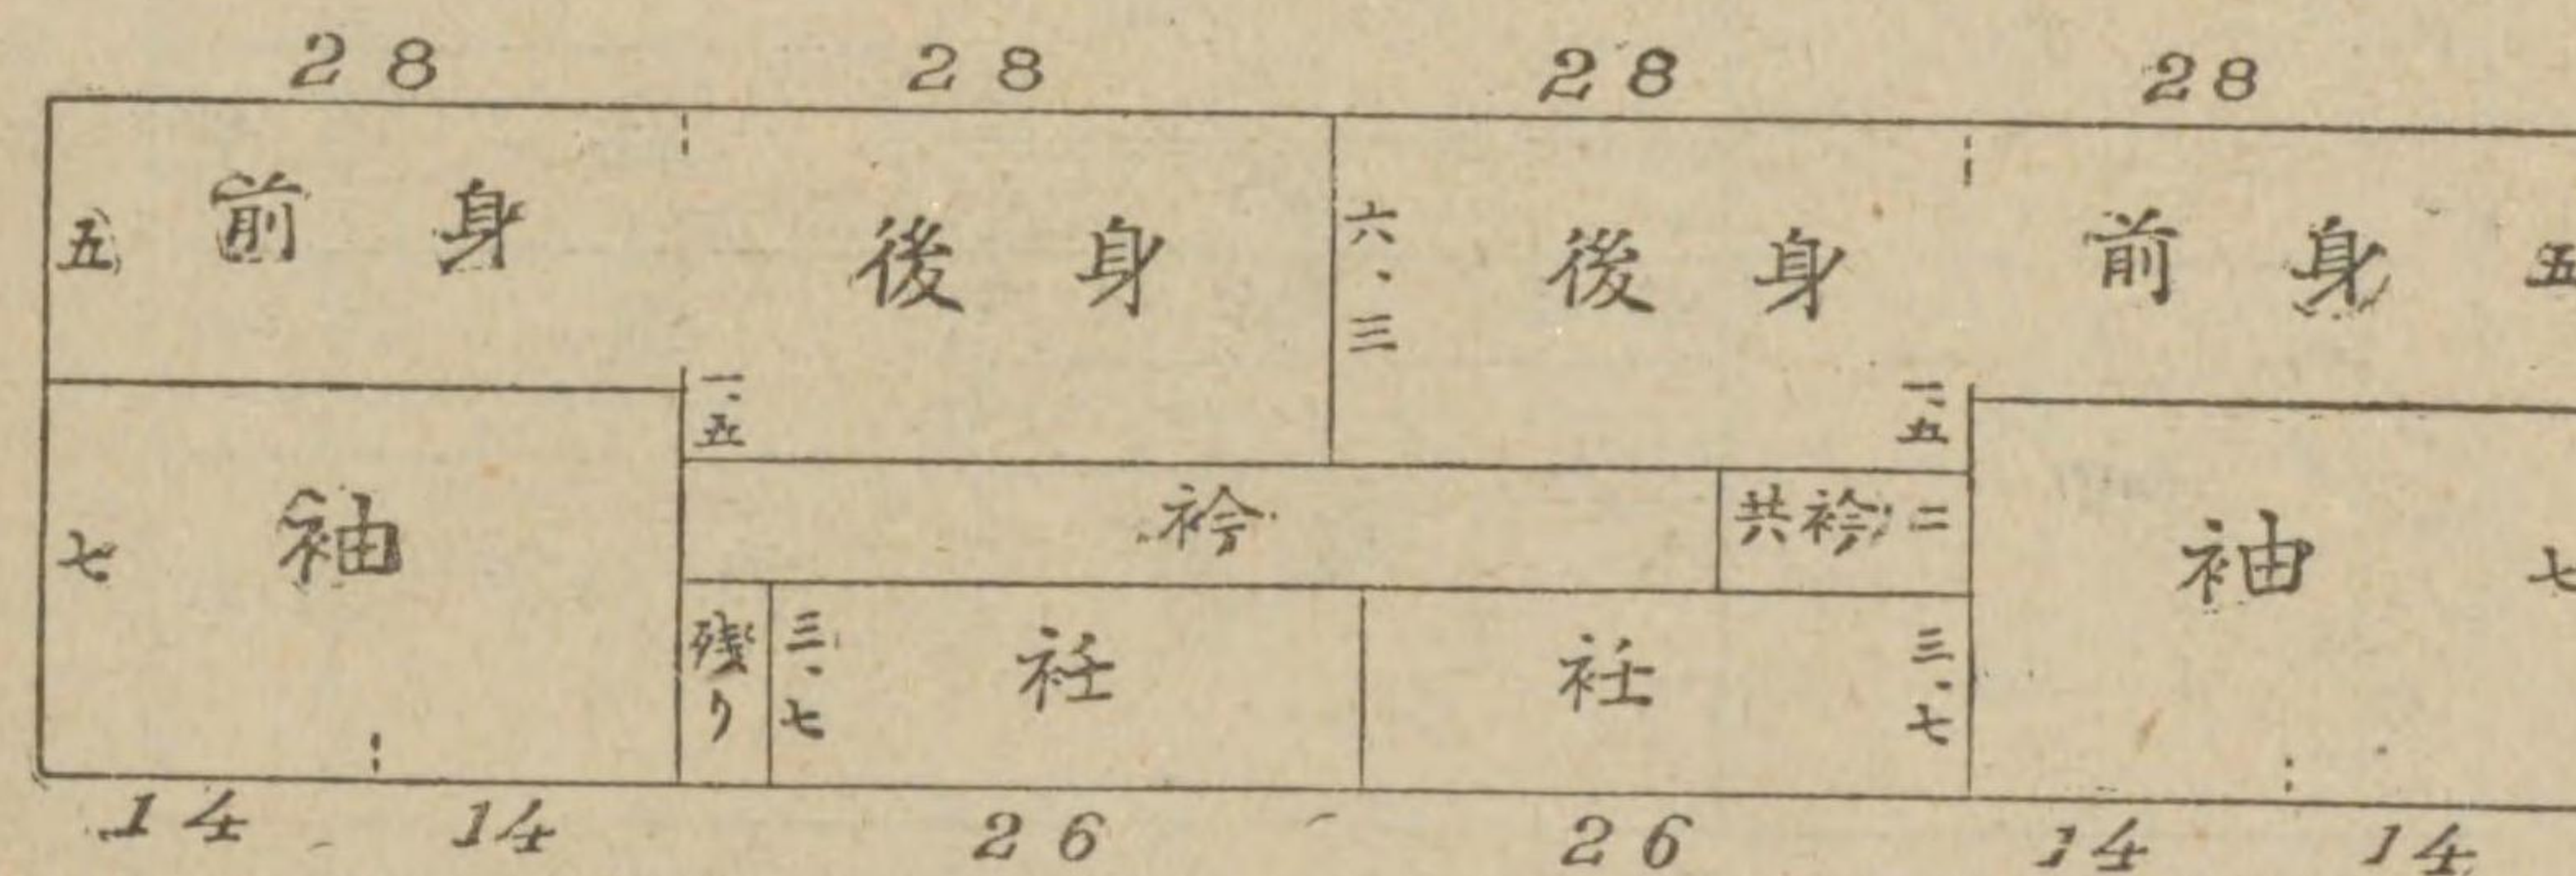 28 28 28 28
五 前身 後身 六・三 後身 前身 五
一、五 一、五
七 袖 衿 共衿 二 袖 七
残り 三、七 衽 衽 三、七
14 14 26 26 14 14